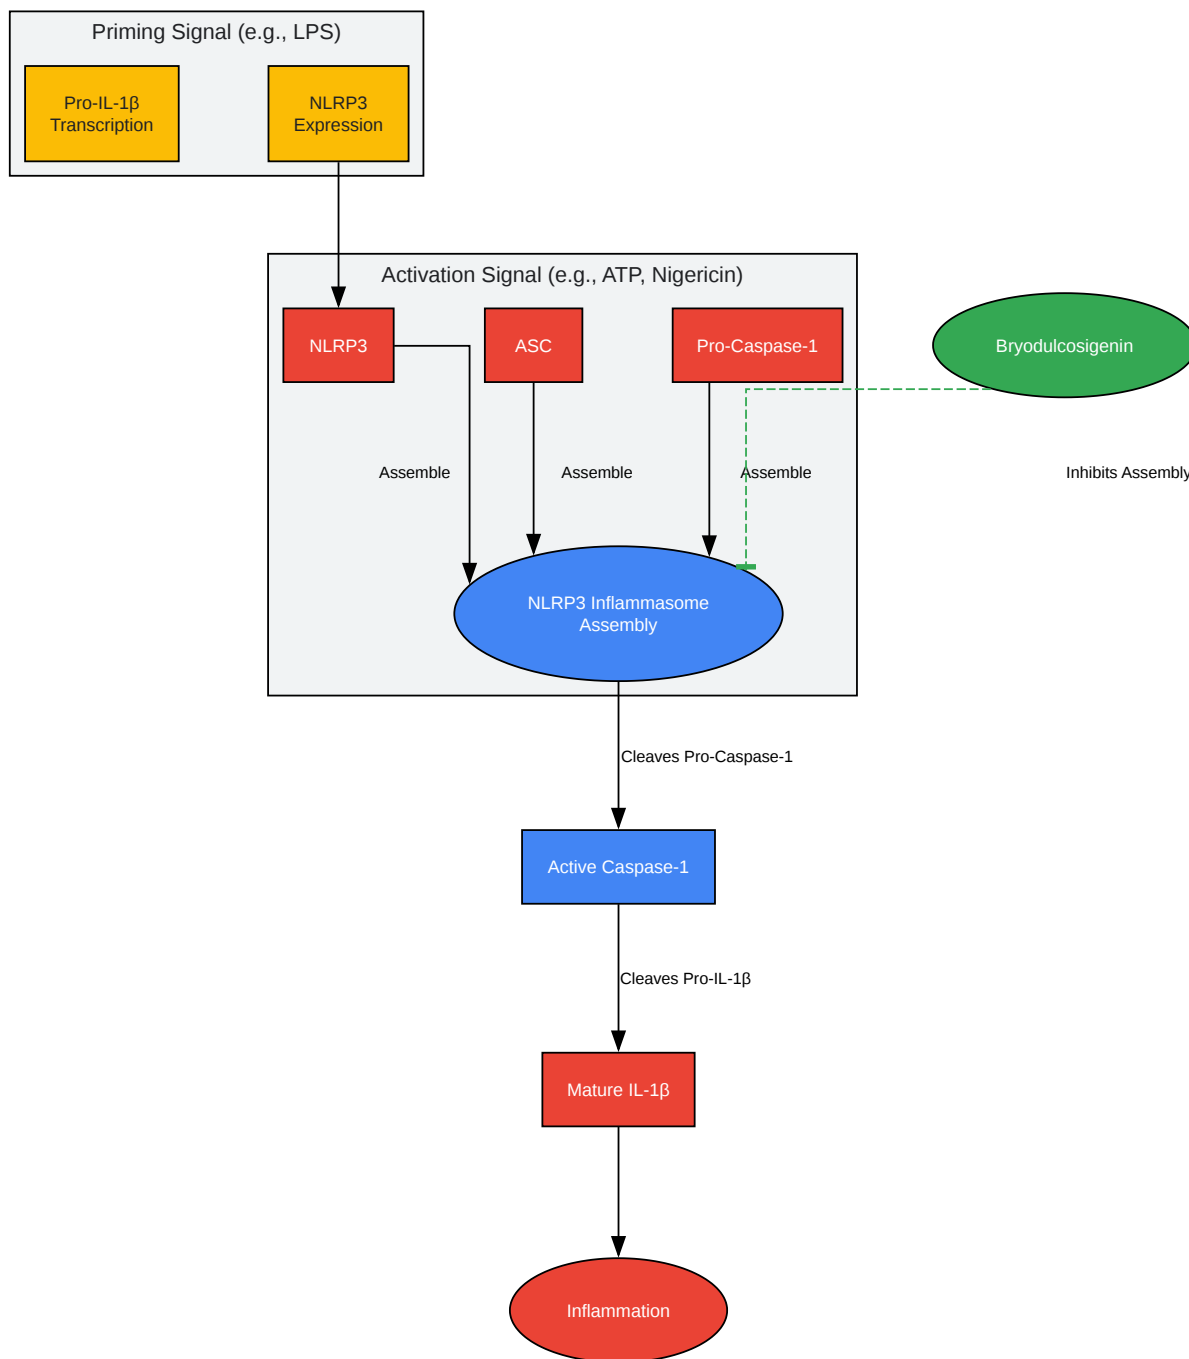 Priming Signal (e.g., LPS)
Pro-IL-1β
Transcription
NLRP3
Expression
Activation Signal (e.g., ATP, Nigericin)
NLRP3
ASC
Pro-Caspase-1
Bryodulcosigenin
Assemble
Assemble
Assemble
Inhibits Assembly
NLRP3 Inflammasome
Assembly
Cleaves Pro-Caspase-1
Active Caspase-1
Cleaves Pro-IL-1β
Mature IL-1β
Inflammation